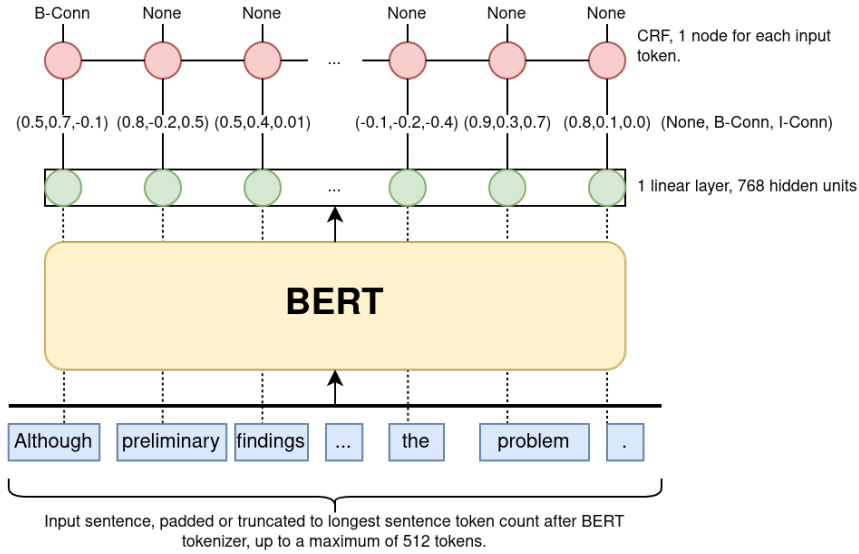 B-Conn None None None None None
CRF, 1 node for each input
token.
...
(0.5,0.7,-0.1) (0.8,-0.2,0.5) (0.5,0.4,0.01) (-0.1,-0.2,-0.4) (0.9,0.3,0.7) (0.8,0.1,0.0) (None, B-Conn, I-Conn)
... 1 linear layer, 768 hidden units
BERT
Although preliminary findings ... the problem .
Input sentence, padded or truncated to longest sentence token count after BERT
tokenizer, up to a maximum of 512 tokens.